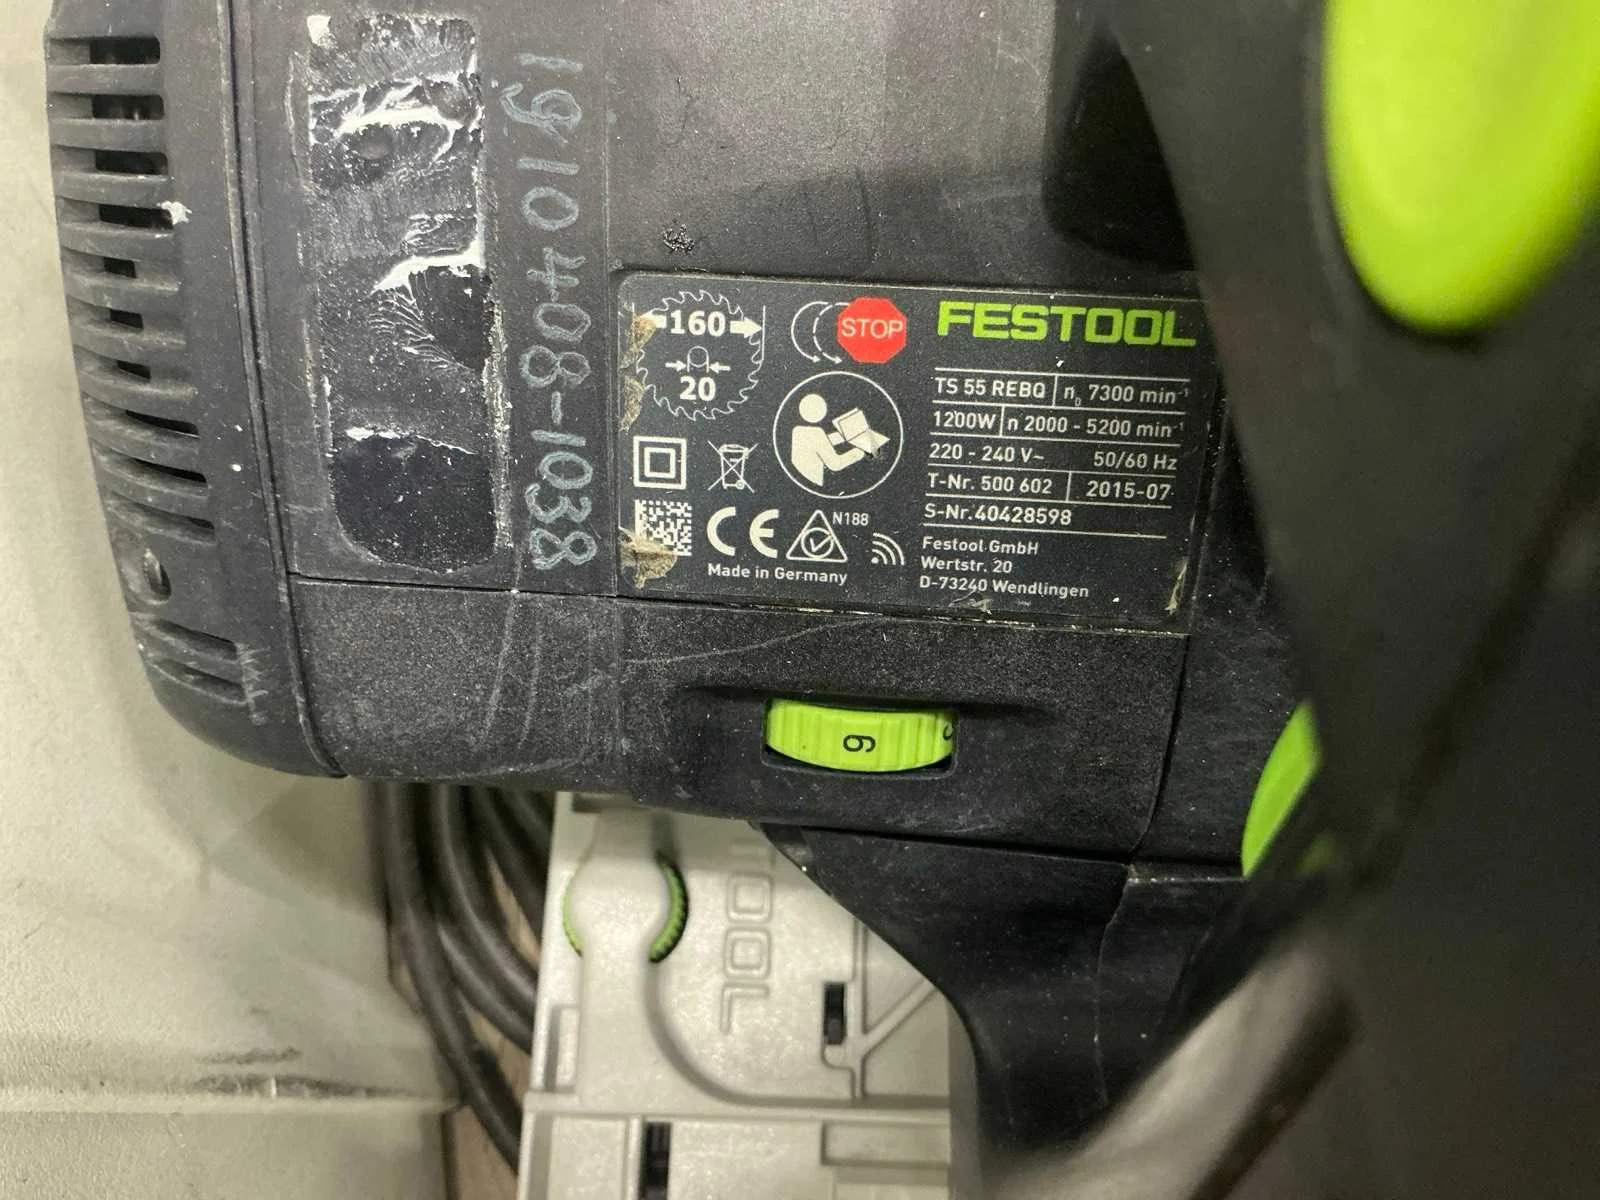 1910408-1038
160
20
STOP
FESTOOL
TS 55 REBQ n₀ 7300 min⁻¹
1200W n 2000 - 5200 min⁻¹
220 - 240 V~ 50/60 Hz
T-Nr. 500 602 2015-07
S-Nr. 40428598
CE N188
Made in Germany
Festool GmbH
Wertstr. 20
D-73240 Wendlingen
6
TOOL